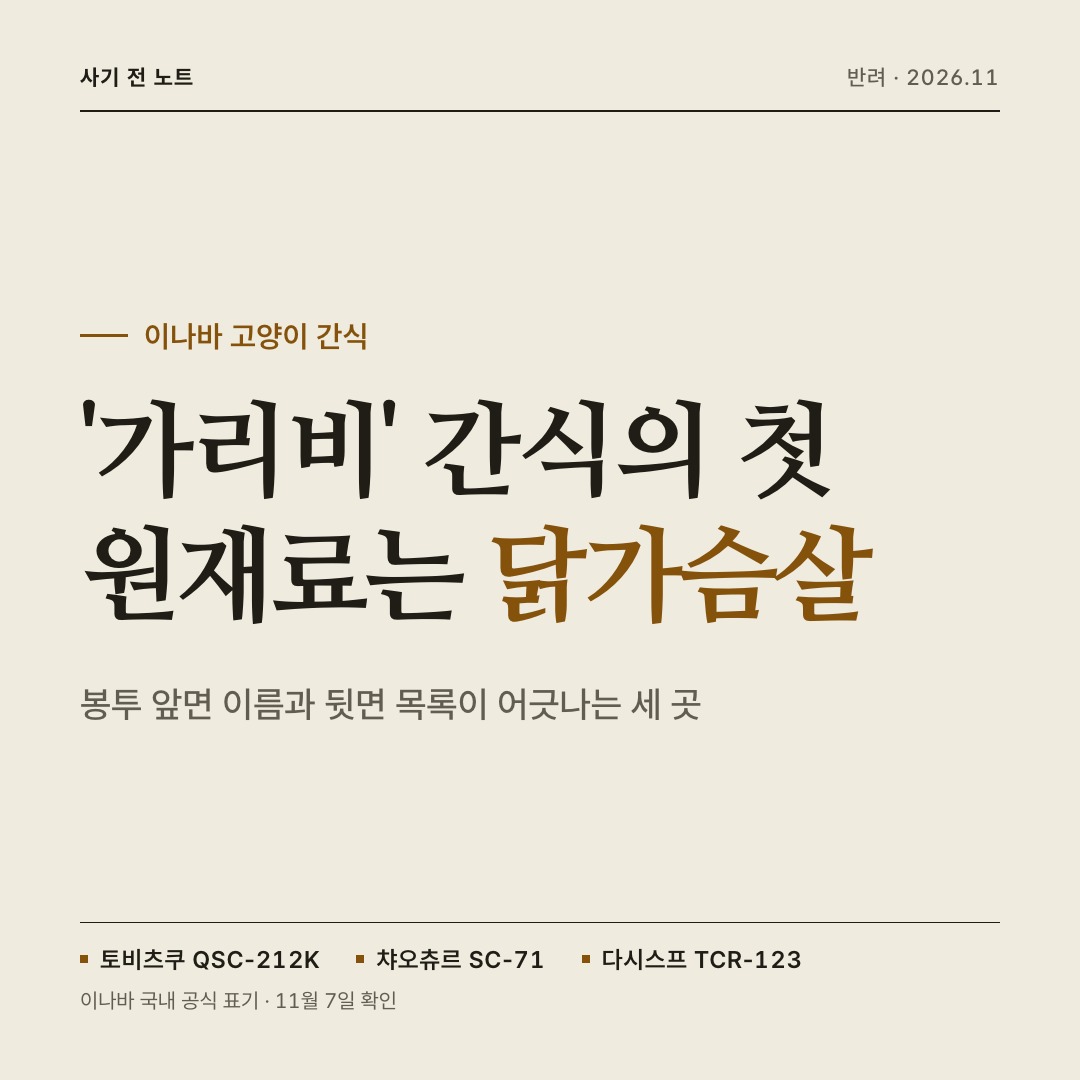 사기 전 노트
반려 · 2026.11
이나바 고양이 간식
'가리비' 간식의 첫
원재료는 닭가슴살
봉투 앞면 이름과 뒷면 목록이 어긋나는 세 곳
토비츠쿠 QSC-212K
챠오츄르 SC-71
다시스프 TCR-123
이나바 국내 공식 표기 · 11월 7일 확인